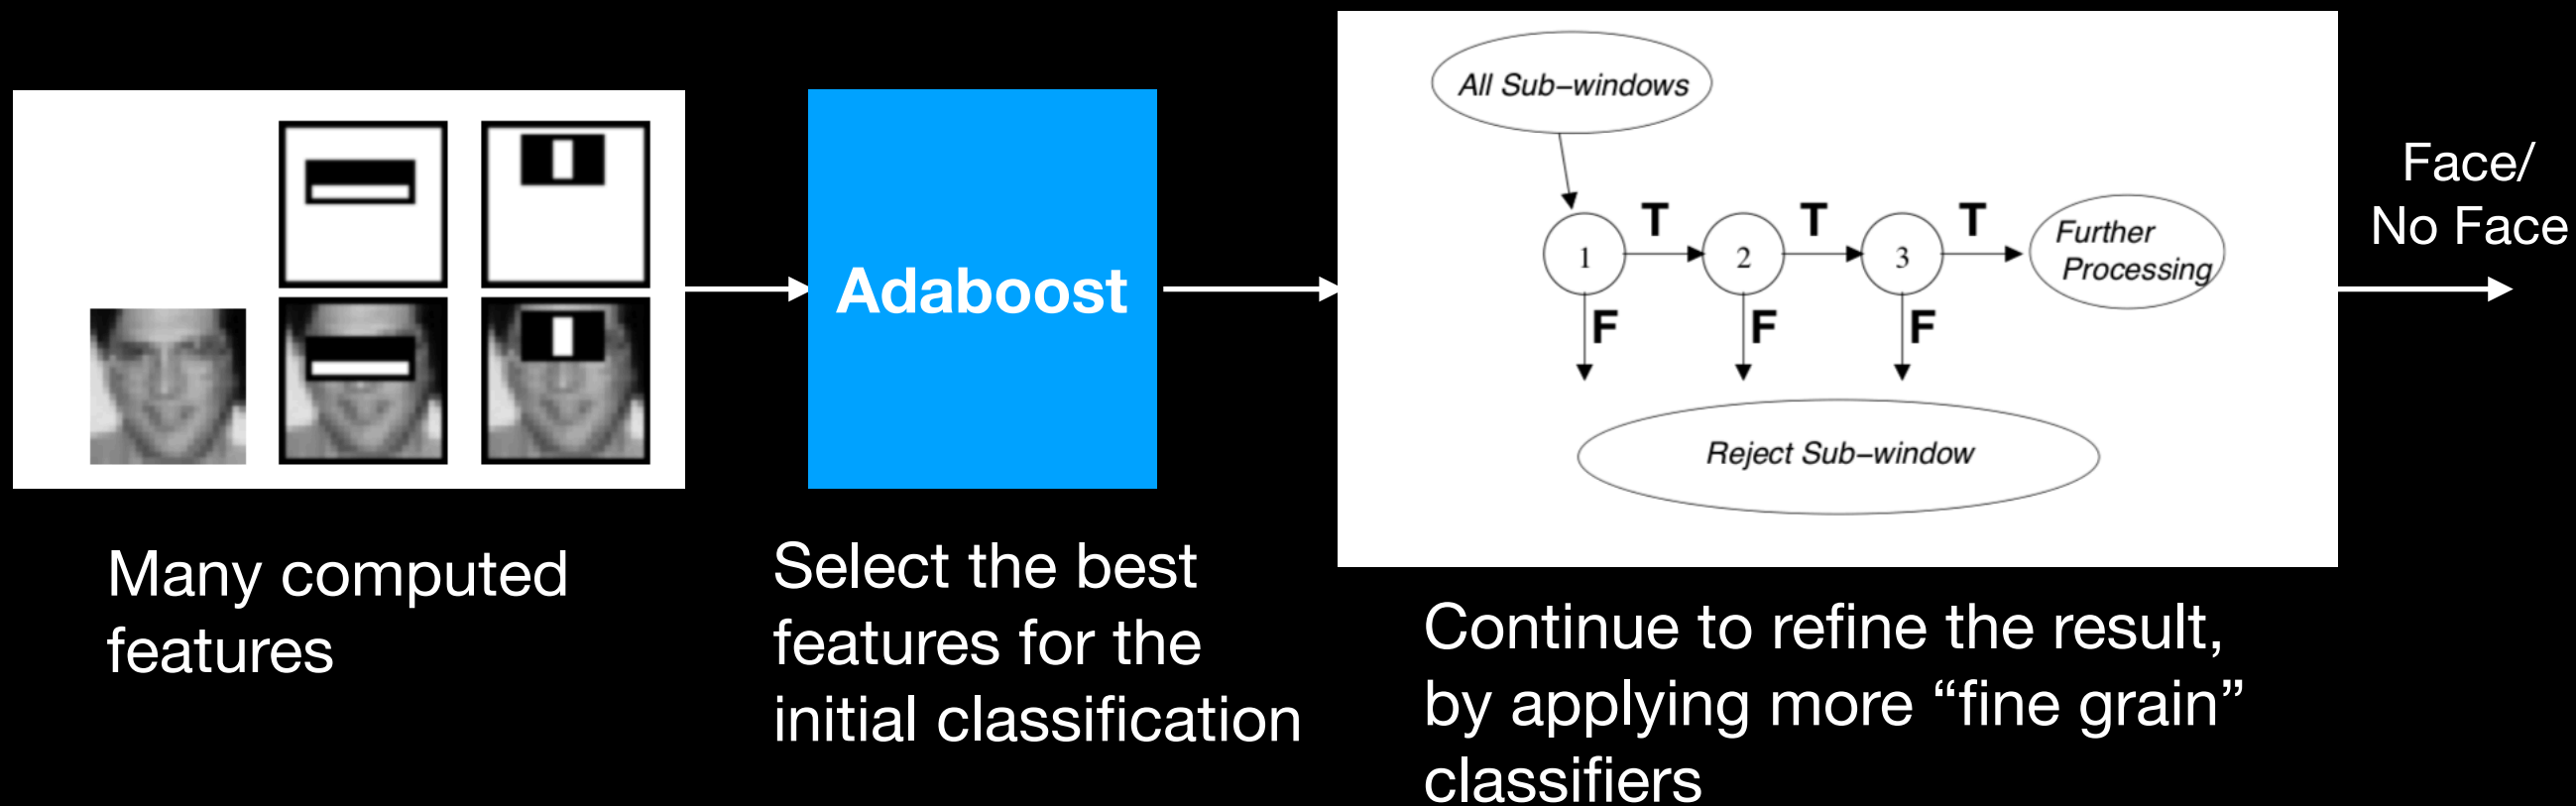 Many computed
features
Adaboost
Select the best
features for the
initial classification
All Sub–windows
1
T
2
T
3
T
Further
Processing
F
F
F
Reject Sub–window
Continue to refine the result,
by applying more “fine grain”
classifiers
Face/
No Face